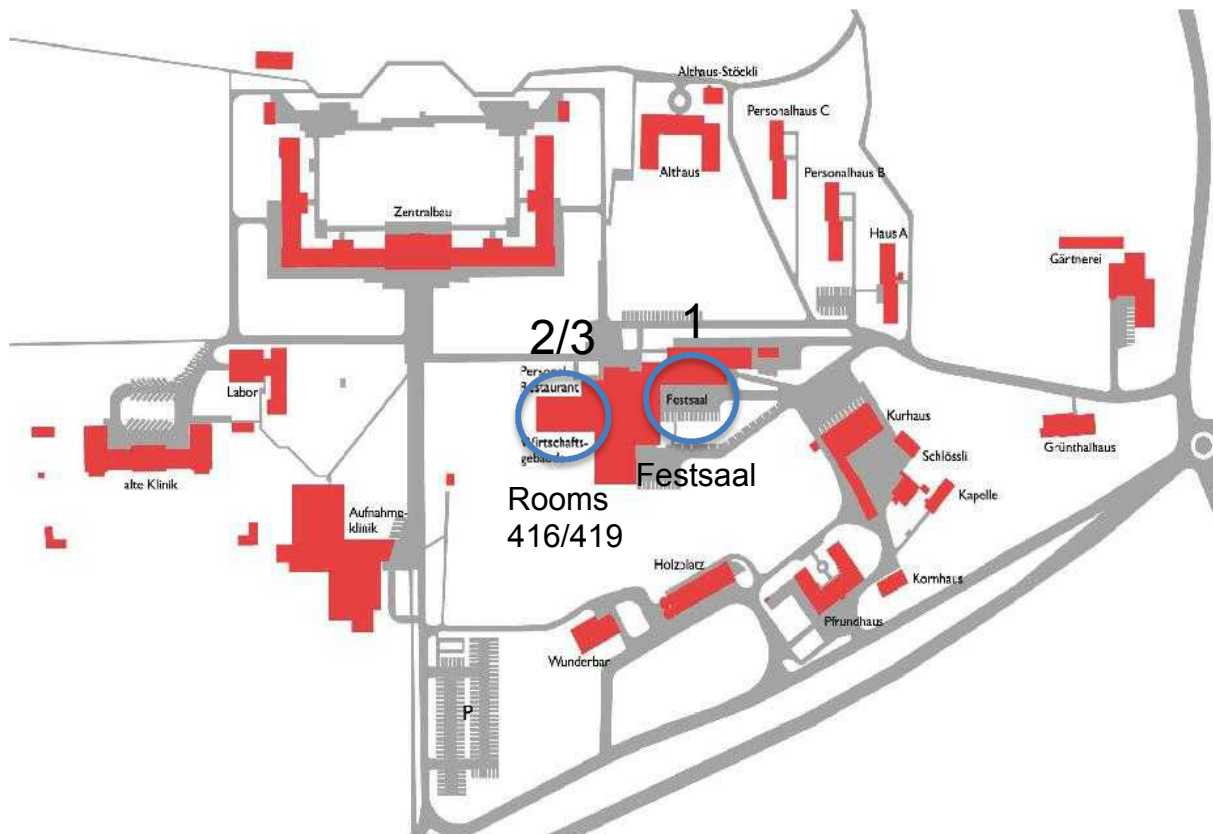 Althaus-Stöckli
Personalhaus C
Althaus
Personalhaus B
Zentralbau
Haus A
Gärtnerei
2/3
1
Personal
Restaurant
Labor
Festsaal
Kurhaus
Grünthalhaus
Wirtschafts-
gebäude
Schlössli
alte Klinik
Festsaal
Rooms
416/419
Kapelle
Aufnahme-
klinik
Holzplatz
Kornhaus
Pfrundhaus
Wunderbar
P